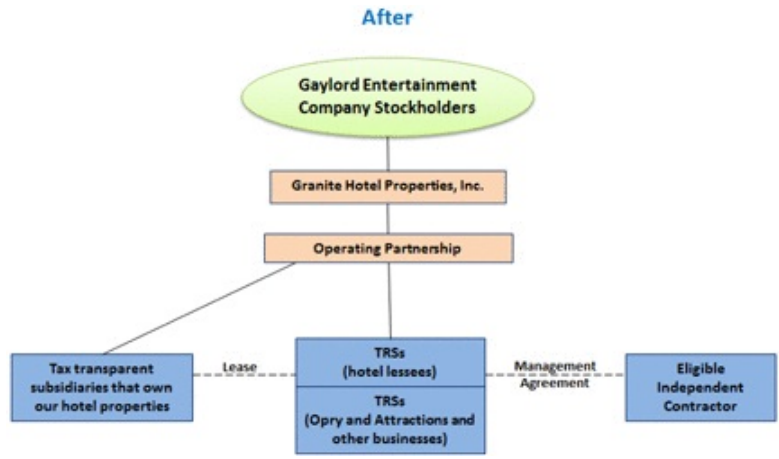 After
Gaylord Entertainment
Company Stockholders
Granite Hotel Properties, Inc.
Operating Partnership
Tax transparent
subsidiaries that own
our hotel properties
Lease
TRSs
(hotel lessees)
TRSs
(Opry and Attractions and
other businesses)
Management
Agreement
Eligible
Independent
Contractor